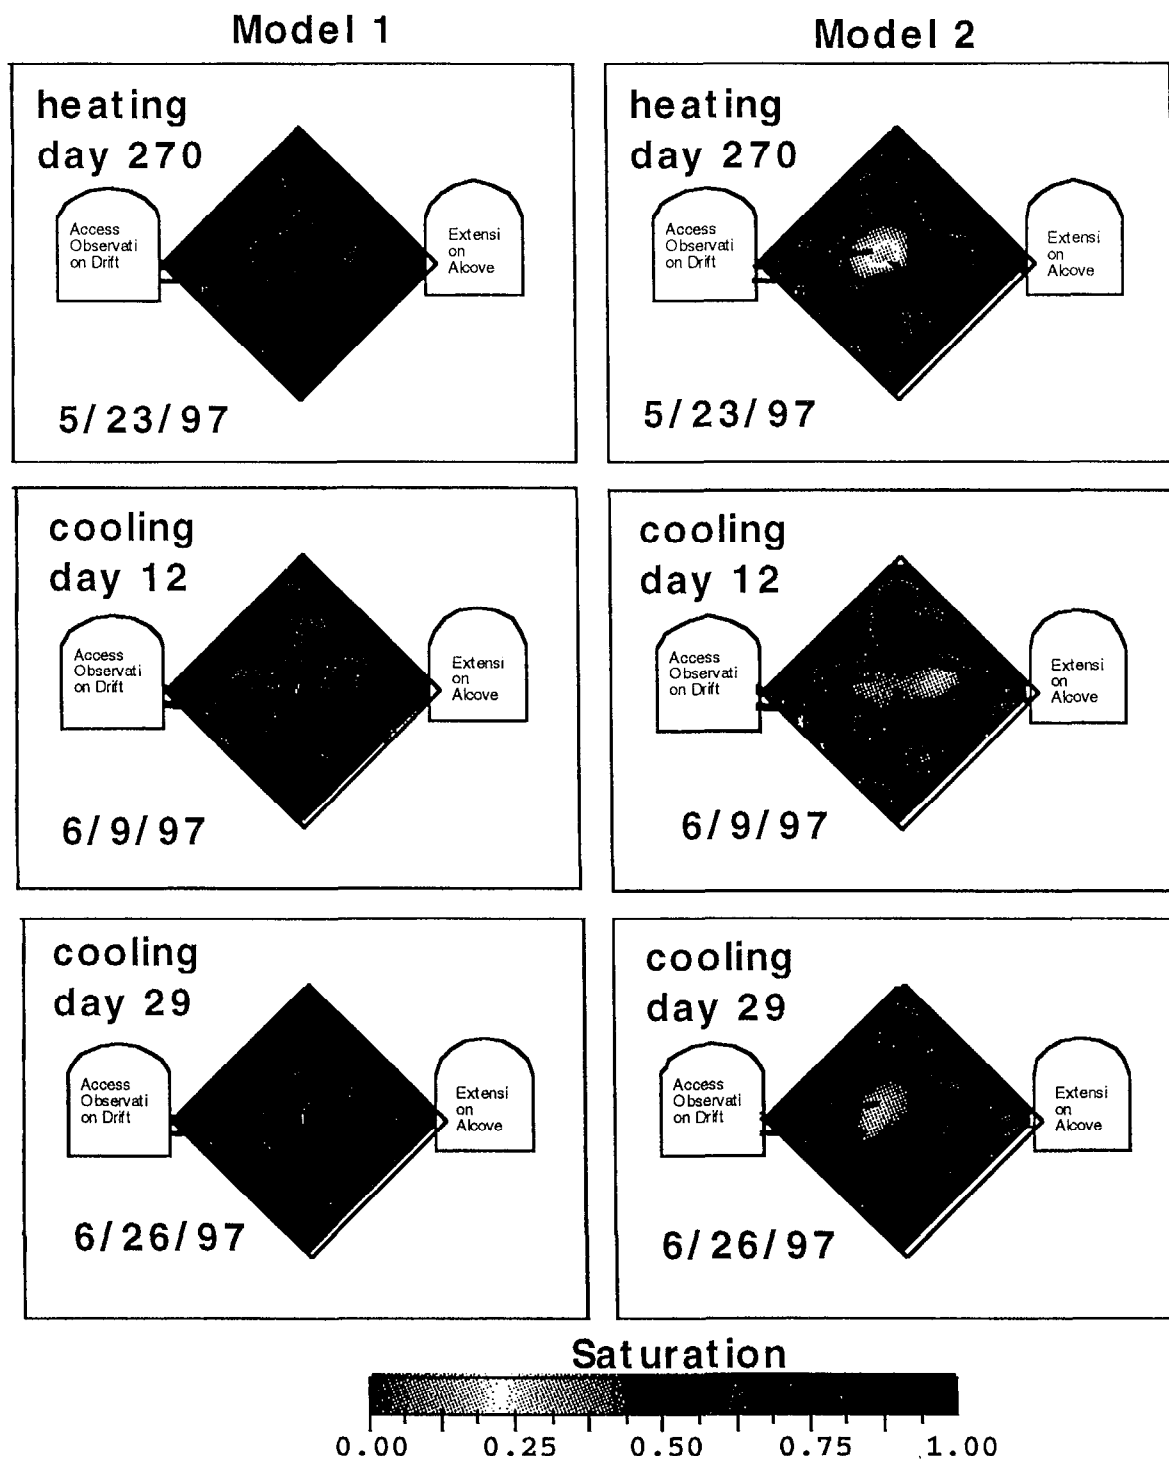 Model 1
Model 2
heating
day 270
Access
Observati
on Drift
Extensi
on
Alcove
5/23/97
heating
day 270
Access
Observati
on Drift
Extensi
on
Alcove
5/23/97
cooling
day 12
Access
Observati
on Drift
Extensi
on
Alcove
6/9/97
cooling
day 12
Access
Observati
on Drift
Extensi
on
Alcove
6/9/97
cooling
day 29
Access
Observati
on Drift
Extensi
on
Alcove
6/26/97
cooling
day 29
Access
Observati
on Drift
Extensi
on
Alcove
6/26/97
Saturation
0.00 0.25 0.50 0.75 1.00